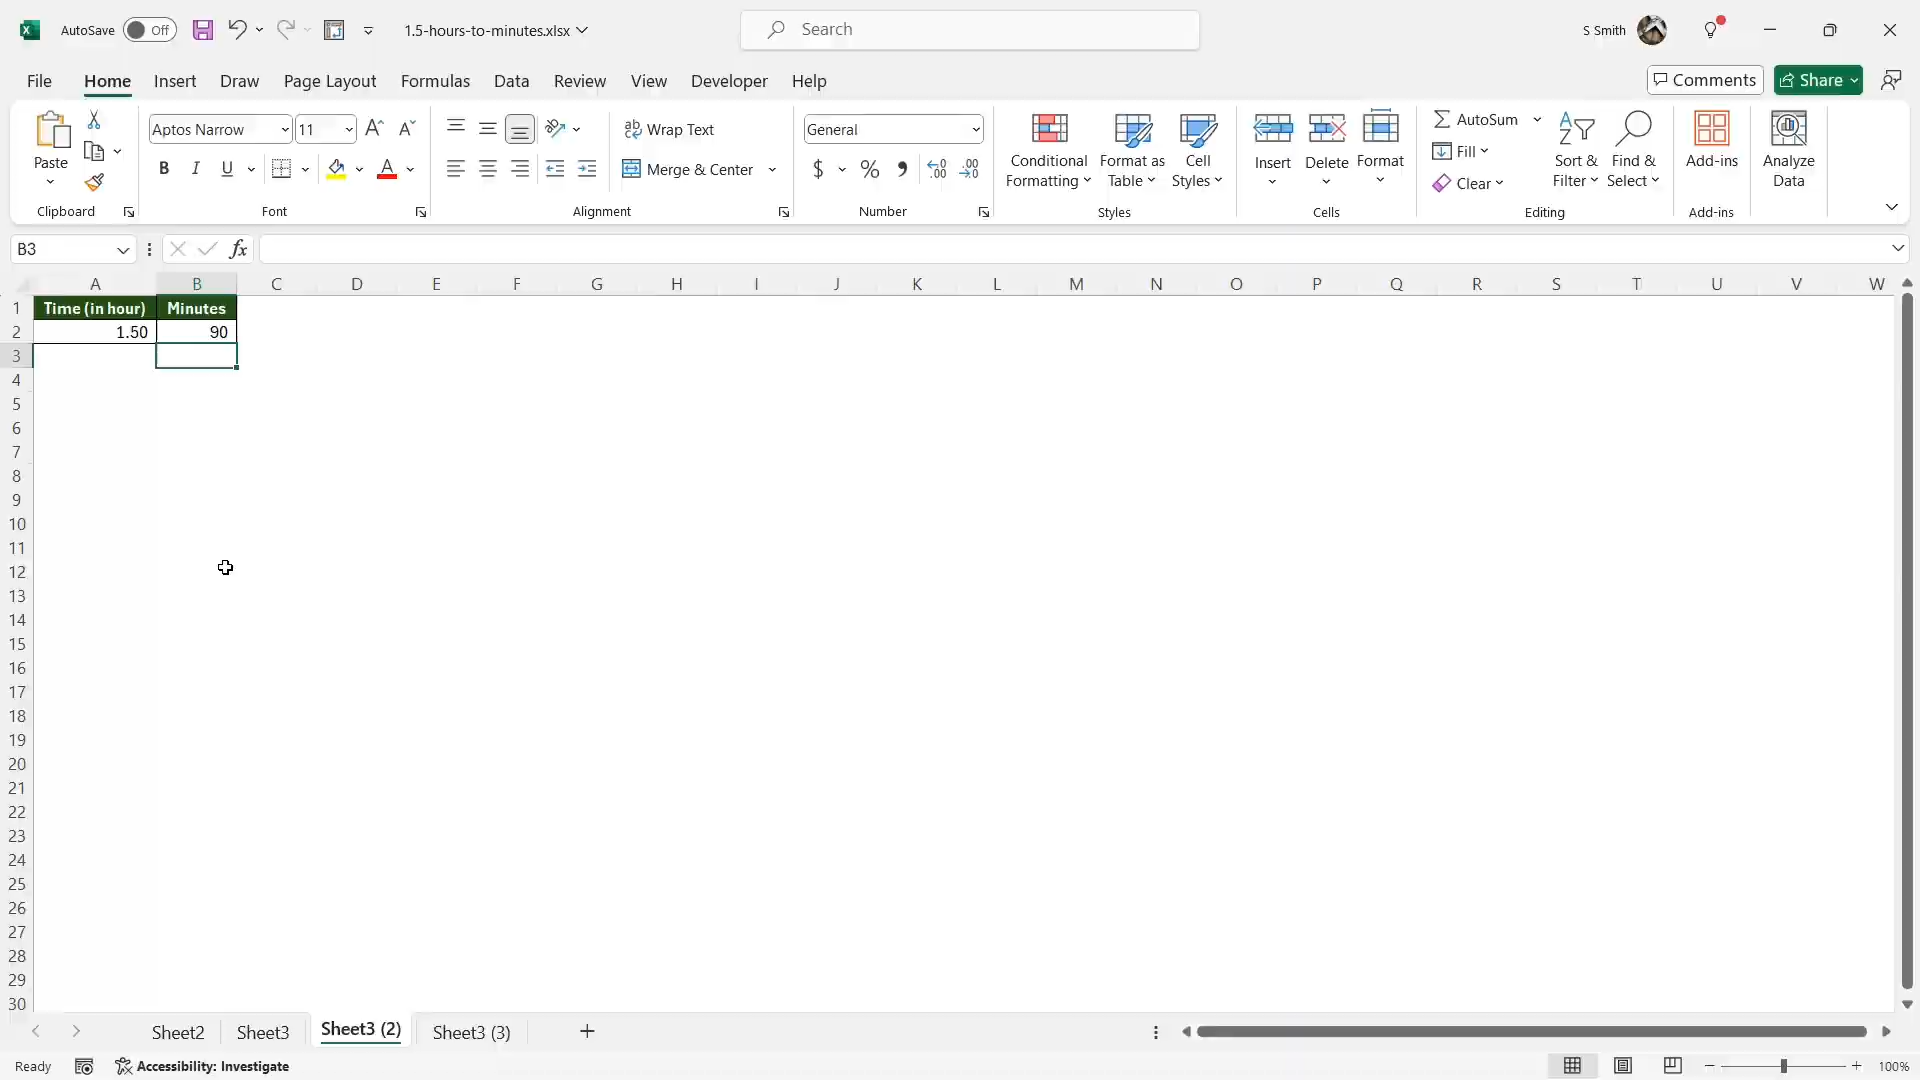 AutoSave Off 1.5-hours-to-minutes.xlsx Search S Smith
File Home Insert Draw Page Layout Formulas Data Review View Developer Help Comments Share
Paste Aptos Narrow 11 Wrap Text General Conditional Formatting Format as Table Cell Styles Insert Delete Format AutoSum Fill Clear Sort & Filter Find & Select Add-ins Analyze Data
B I U A Merge & Center $ % 9
Clipboard Font Alignment Number Styles Cells Editing Add-ins
B3 fx
A B C D E F G H I J K L M N O P Q R S T U V W
1 Time (in hour) Minutes
2 1.50 90
3
4
5
6
7
8
9
10
11
12
13
14
15
16
17
18
19
20
21
22
23
24
25
26
27
28
29
30
Sheet2 Sheet3 Sheet3 (2) Sheet3 (3) +
Ready Accessibility: Investigate 100%